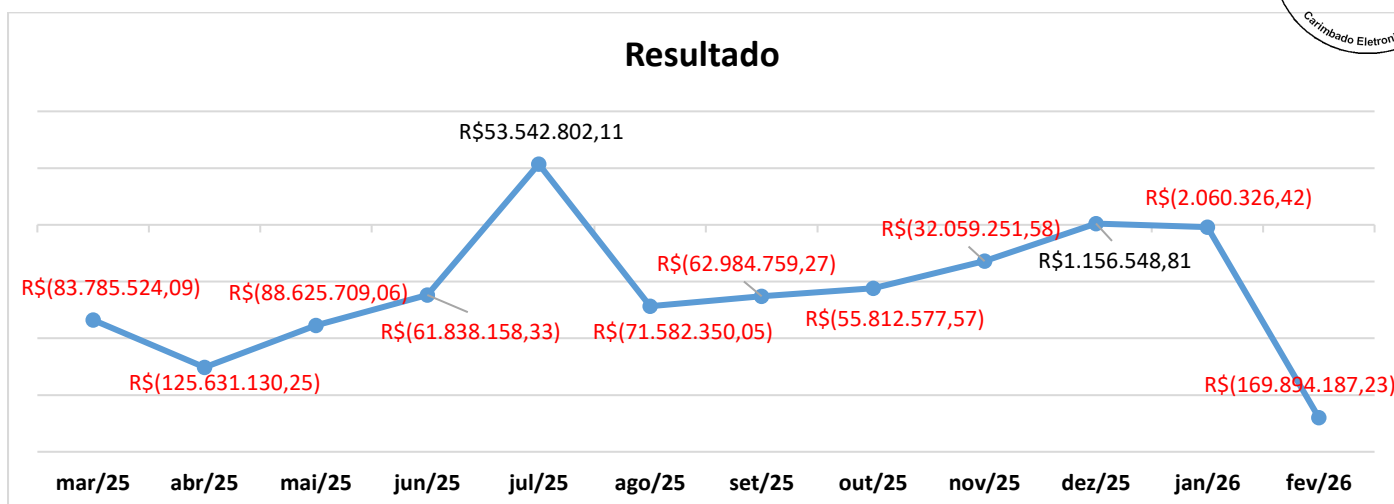 Carimbado Eletroni
Resultado
R$53.542.802,11
R$(2.060.326,42)
R$(32.059.251,58)
R$(62.984.759,27)
R$1.156.548,81
R$(83.785.524,09)
R$(88.625.709,06)
R$(61.838.158,33)
R$(71.582.350,05)
R$(55.812.577,57)
R$(125.631.130,25)
R$(169.894.187,23)
mar/25 abr/25 mai/25 jun/25 jul/25 ago/25 set/25 out/25 nov/25 dez/25 jan/26 fev/26